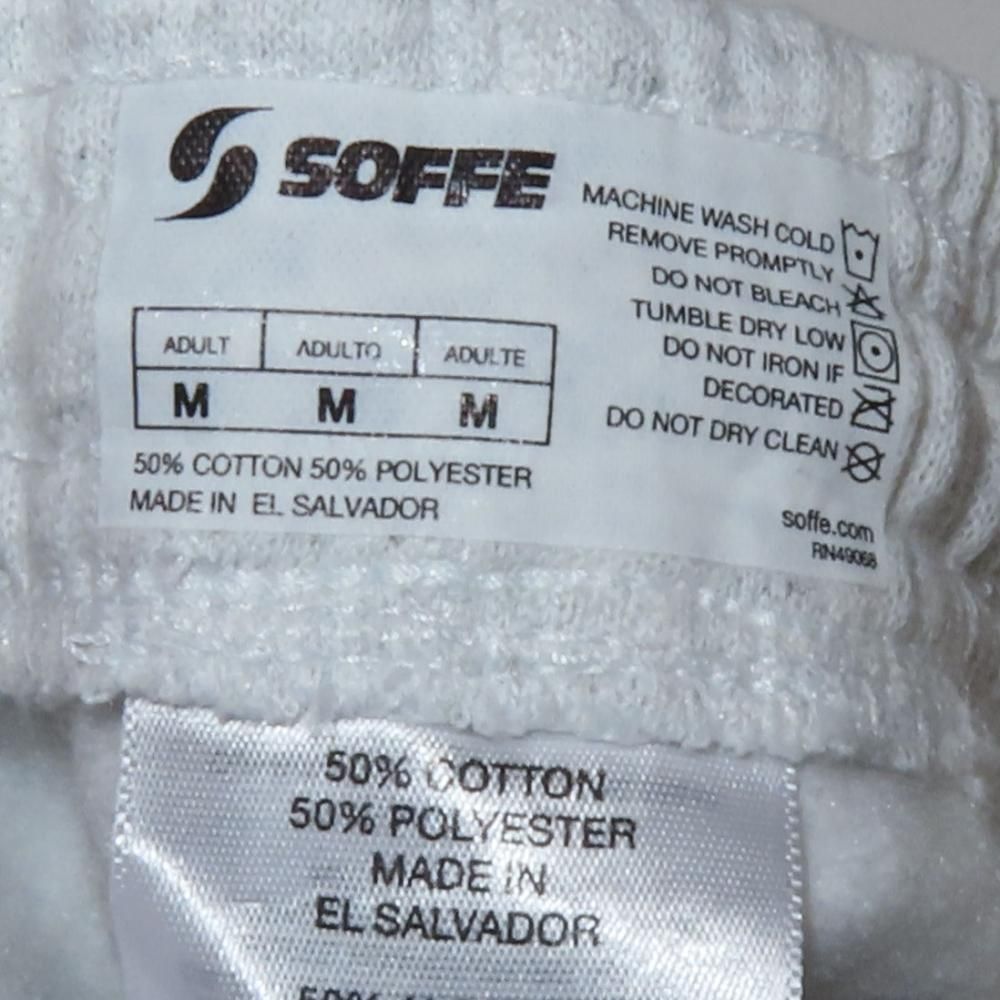 SOFFE
MACHINE WASH COLD
REMOVE PROMPTLY
DO NOT BLEACH
TUMBLE DRY LOW
DO NOT IRON IF
DECORATED
DO NOT DRY CLEAN
ADULT ADULTO ADULTE
M M M
50% COTTON 50% POLYESTER
MADE IN EL SALVADOR
soffe.com
RN49068
50% COTTON
50% POLYESTER
MADE IN
EL SALVADOR
50%